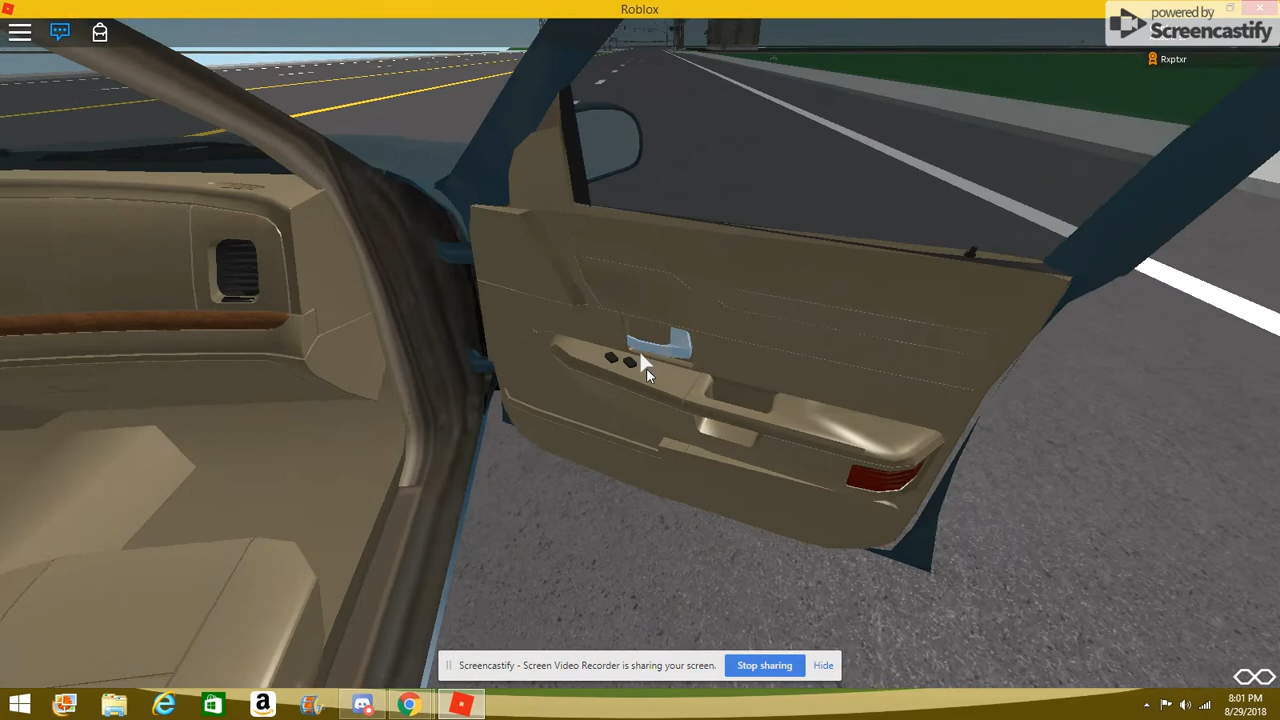 Roblox
powered by
Screencastify
Rxptxr
Screencastify - Screen Video Recorder is sharing your screen.
Stop sharing
Hide
8:01 PM
8/29/2018